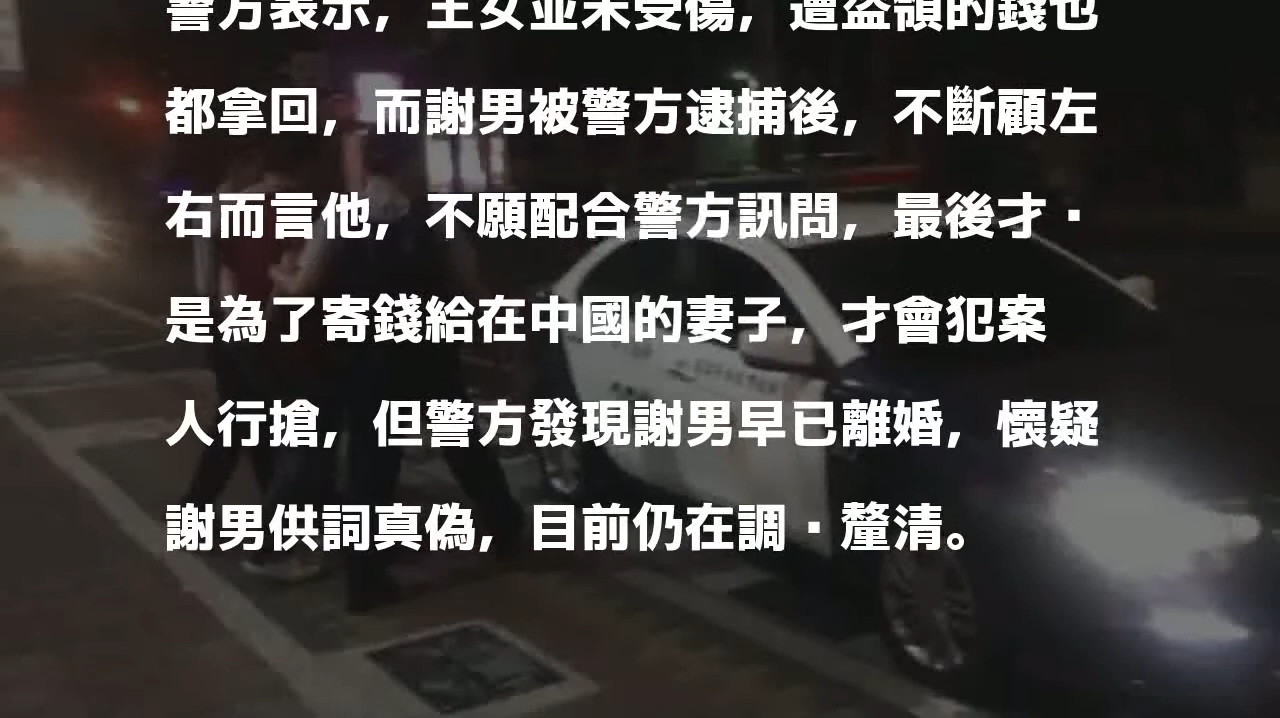 警方表示，王女並未受傷，遭盜領的錢也
都拿回，而謝男被警方逮捕後，不斷顧左
右而言他，不願配合警方訊問，最後才▪
是為了寄錢給在中國的妻子，才會犯案
人行搶，但警方發現謝男早已離婚，懷疑
謝男供詞真偽，目前仍在調▪釐清。